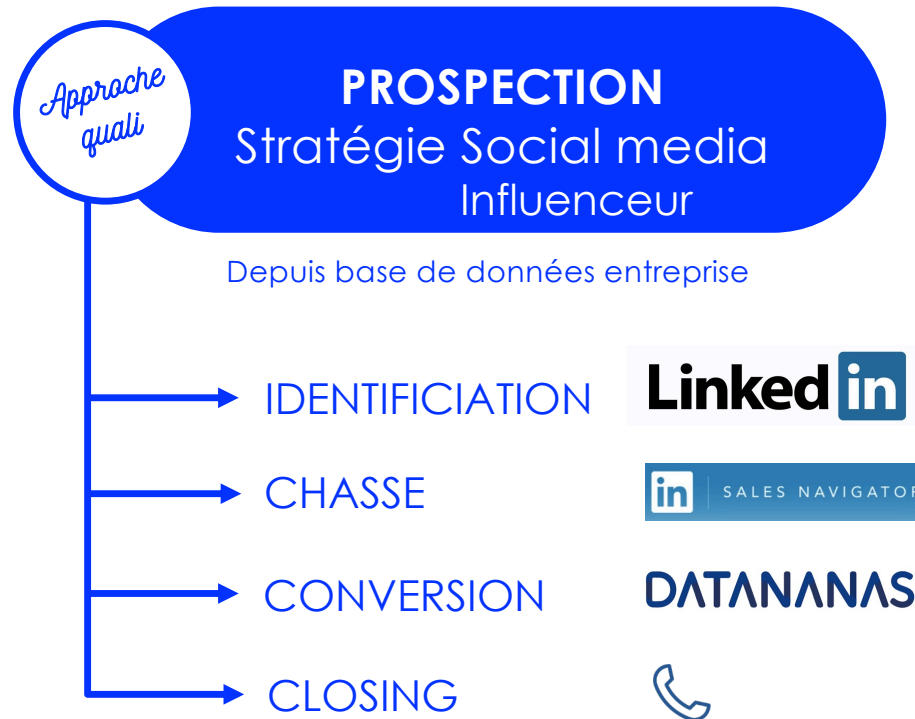 Approche
quali
PROSPECTION
Stratégie Social media
Influenceur
Depuis base de données entreprise
IDENTIFICIATION
Linked in
CHASSE
in SALES NAVIGATOR
CONVERSION
DATANANAS
CLOSING